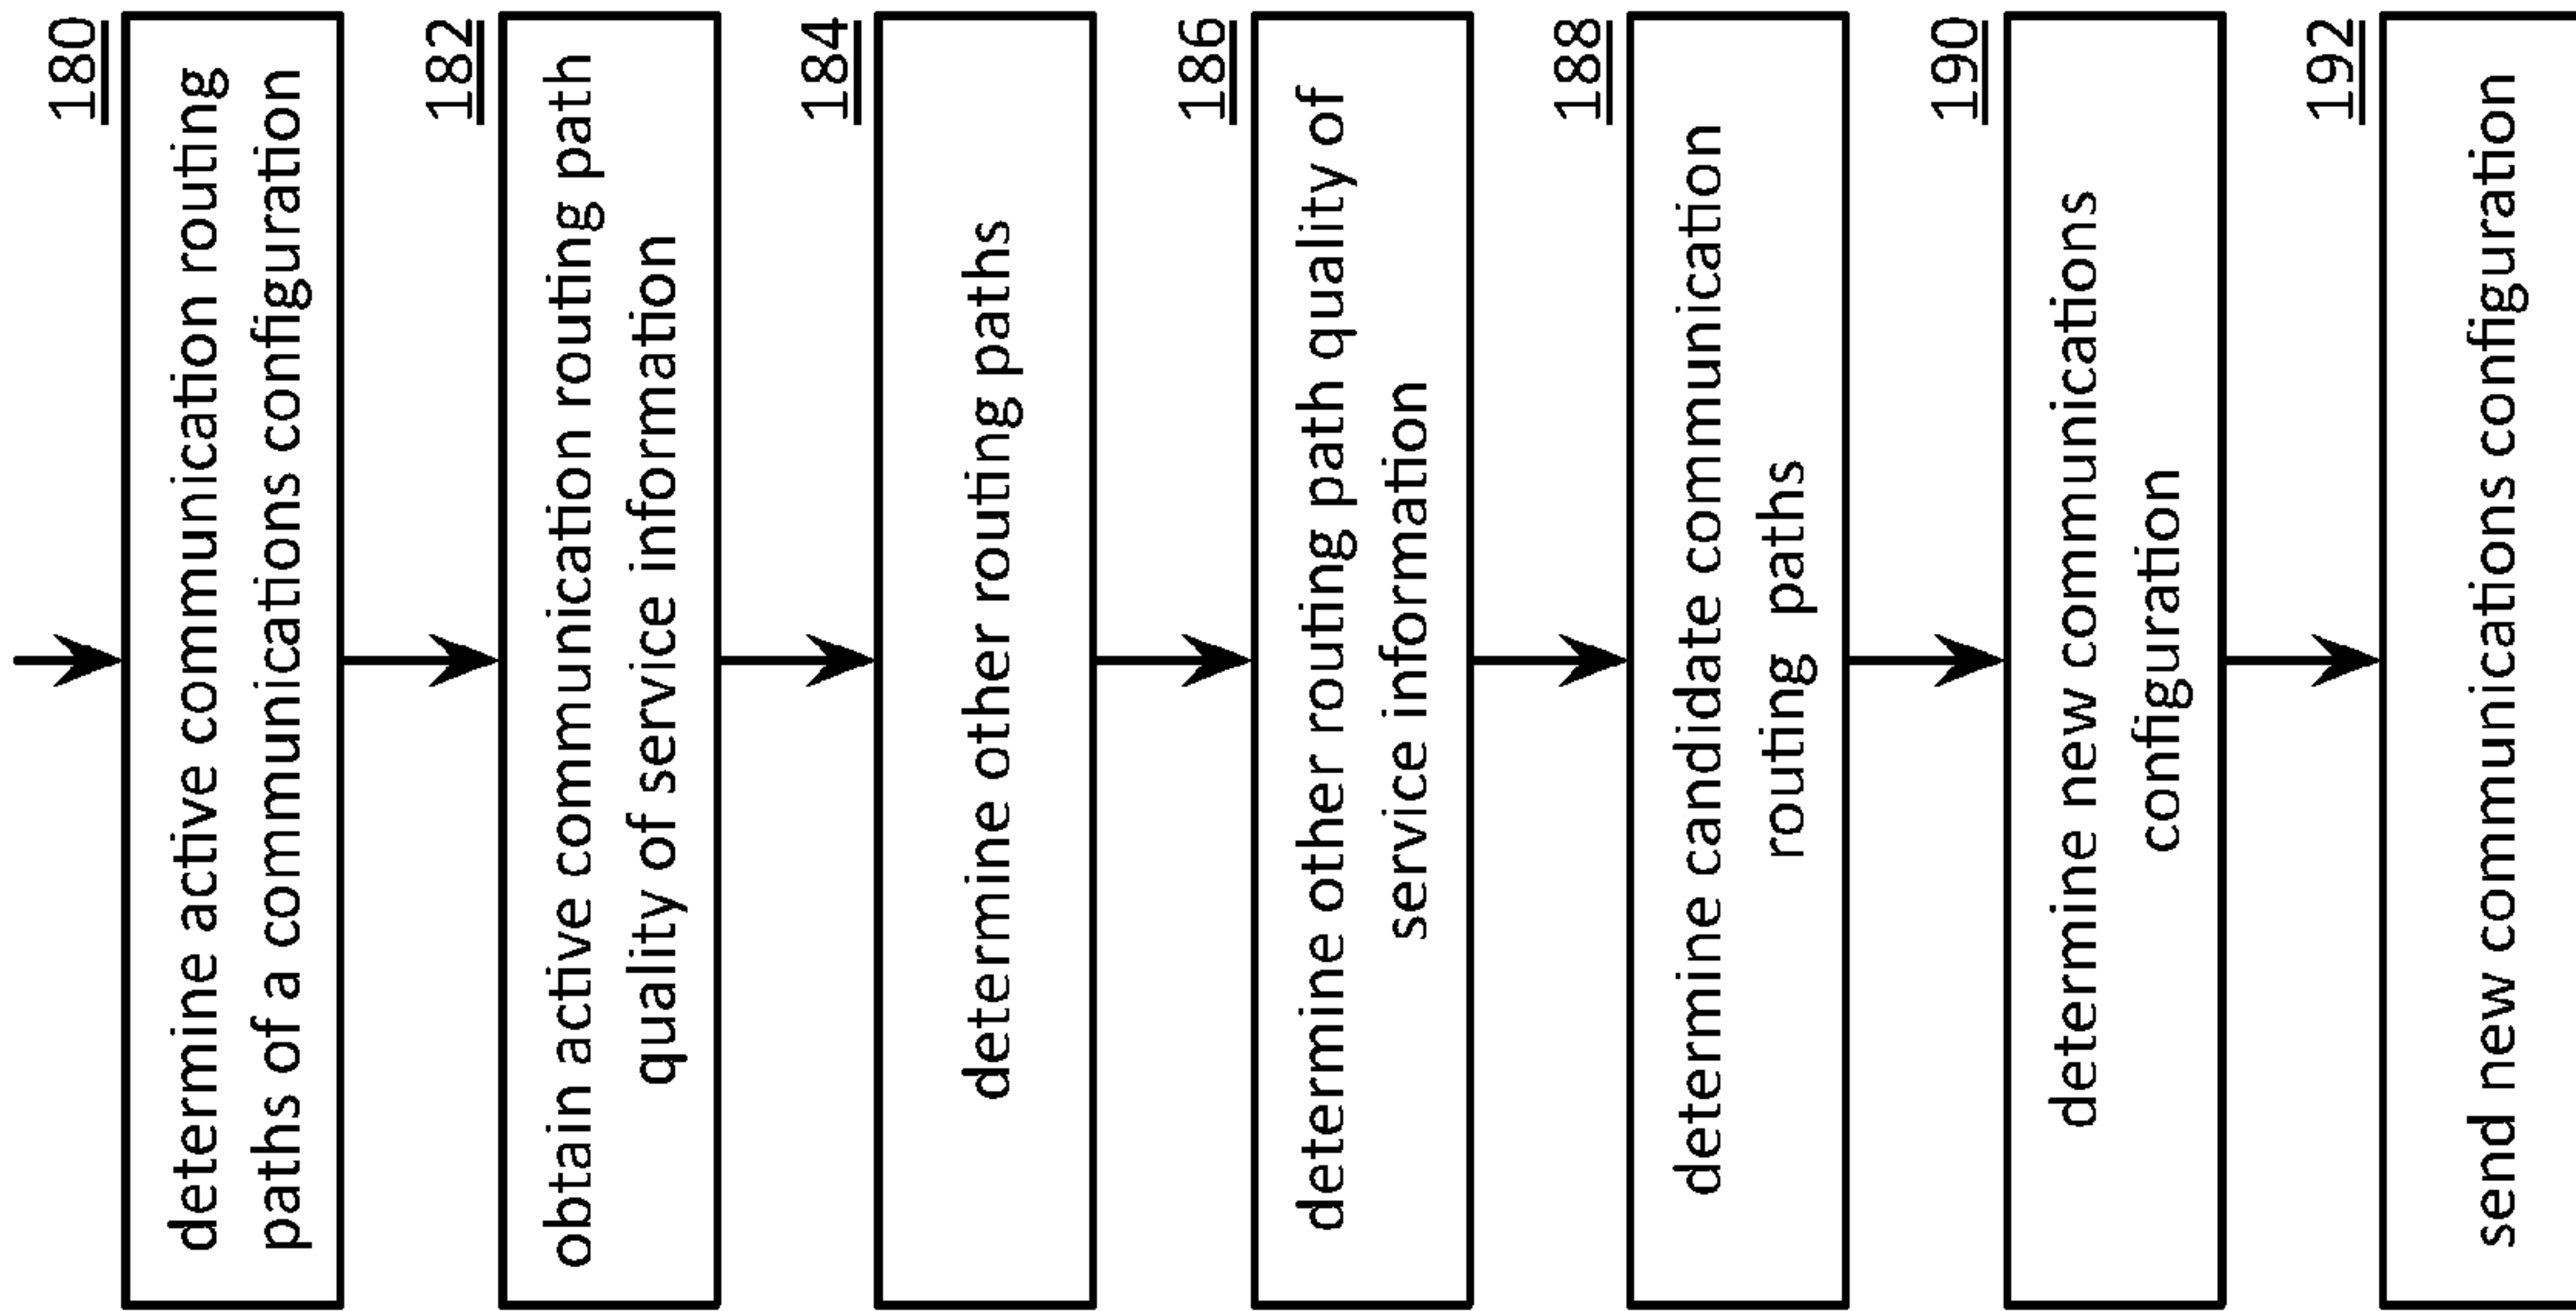 180
determine active communication routing
paths of a communications configuration
182
obtain active communication routing path
quality of service information
184
determine other routing paths
186
determine other routing path quality of
service information
188
determine candidate communication
routing paths
190
determine new communications
configuration
192
send new communications configuration